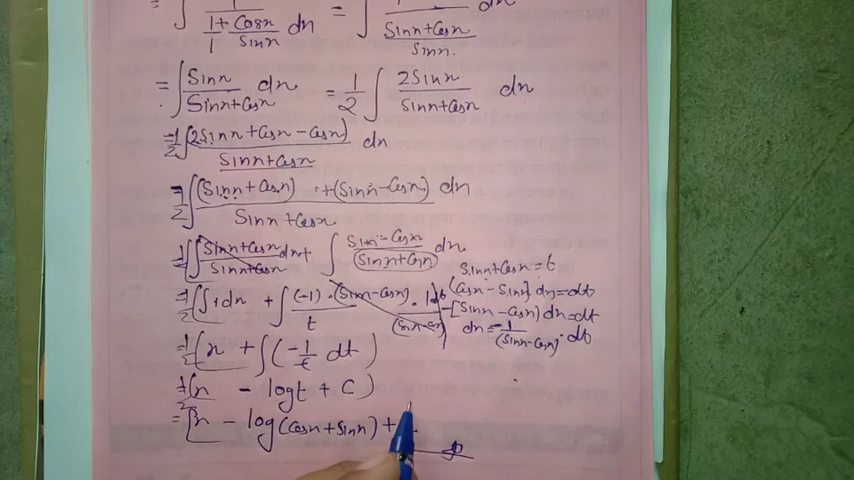 = ∫ 1/(1/1 + Cosx/Sinx) dx = ∫ 1/((Sinx+Cosx)/Sinx) dx
= ∫ Sinx/(Sinx+Cosx) dx = 1/2 ∫ 2Sinx/(Sinx+Cosx) dx
= 1/2 ∫ (2Sinx + Cosx - Cosx)/(Sinx+Cosx) dx
= 1/2 ∫ ((Sinx + Cosx) + (Sinx - Cosx))/(Sinx + Cosx) dx
= 1/2 [∫ (Sinx+Cosx)/(Sinx+Cosx) dx + ∫ (Sinx - Cosx)/(Sinx+Cosx) dx
Sinx+Cosx = t
(Cosx - Sinx) dx = dt
= 1/2 [∫ 1 dx + ∫ (-1)·(Sinx-Cosx)/t · 1dt/(Sinx-Cosx)
-[Sinx - Cosx) dx = dt
dx = -1/(Sinx-Cosx) · dt
= 1/2 [x + ∫(-1/t dt)
= 1/2 (x - logt + C)
= [x - log(Cosx + Sinx) +